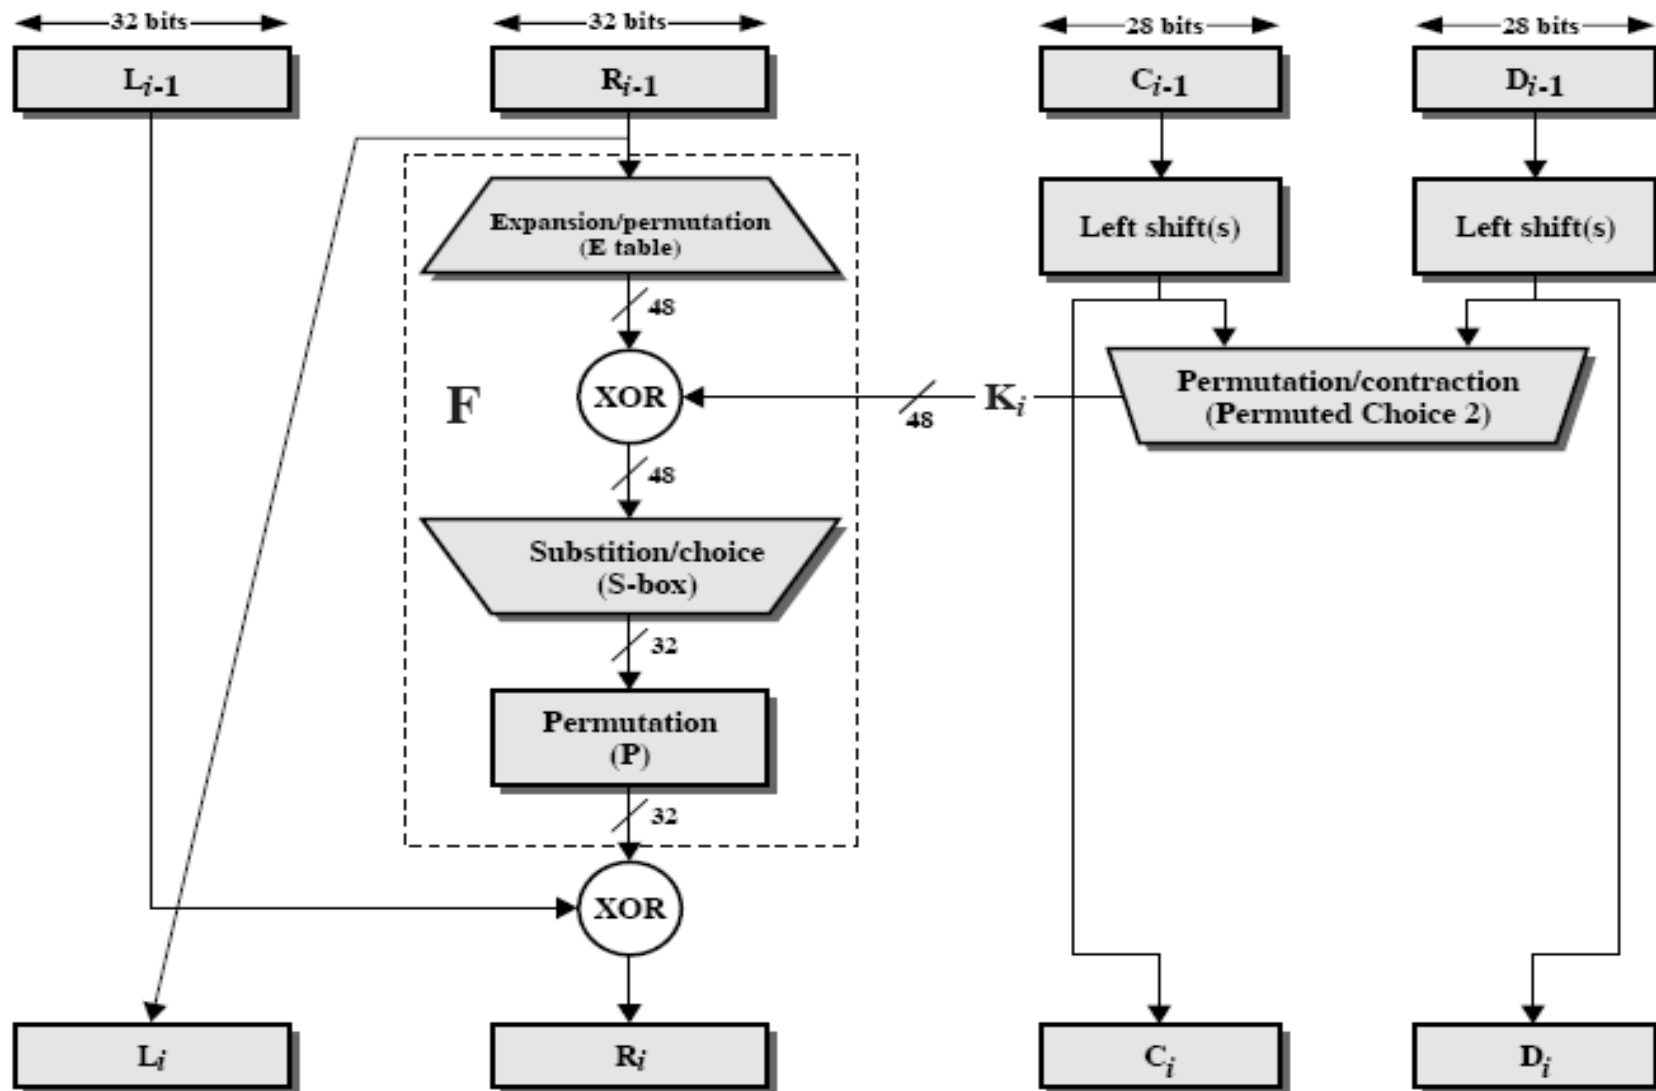 32 bits
32 bits
28 bits
28 bits
Li-1
Ri-1
Ci-1
Di-1
Expansion/permutation
(E table)
Left shift(s)
Left shift(s)
48
F
XOR
48
Ki
Permutation/contraction
(Permuted Choice 2)
48
Substition/choice
(S-box)
32
Permutation
(P)
32
XOR
Li
Ri
Ci
Di